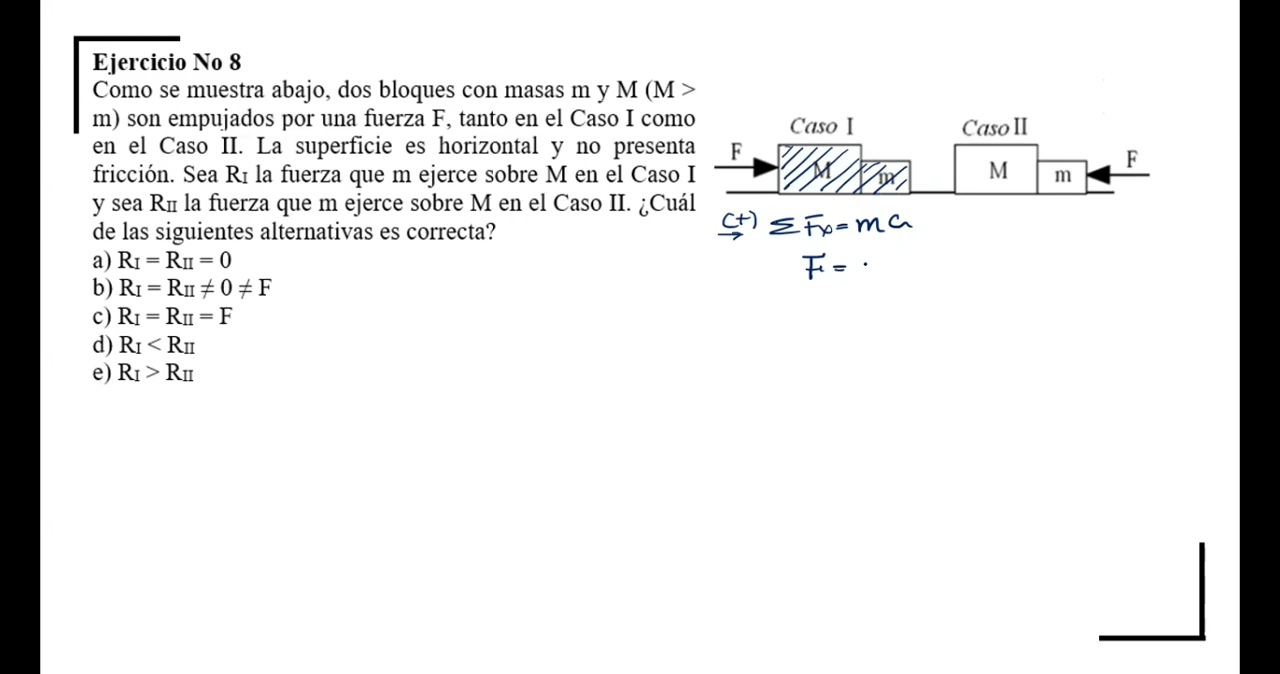 Ejercicio No 8
Como se muestra abajo, dos bloques con masas m y M (M >
m) son empujados por una fuerza F, tanto en el Caso I como
en el Caso II. La superficie es horizontal y no presenta
fricción. Sea RI la fuerza que m ejerce sobre M en el Caso I
y sea RII la fuerza que m ejerce sobre M en el Caso II. ¿Cuál
de las siguientes alternativas es correcta?
a) RI = RII = 0
b) RI = RII ≠ 0 ≠ F
c) RI = RII = F
d) RI < RII
e) RI > RII
Caso I
F
M
m
Caso II
M
m
F
(+) ΣFx = ma
→
F = .